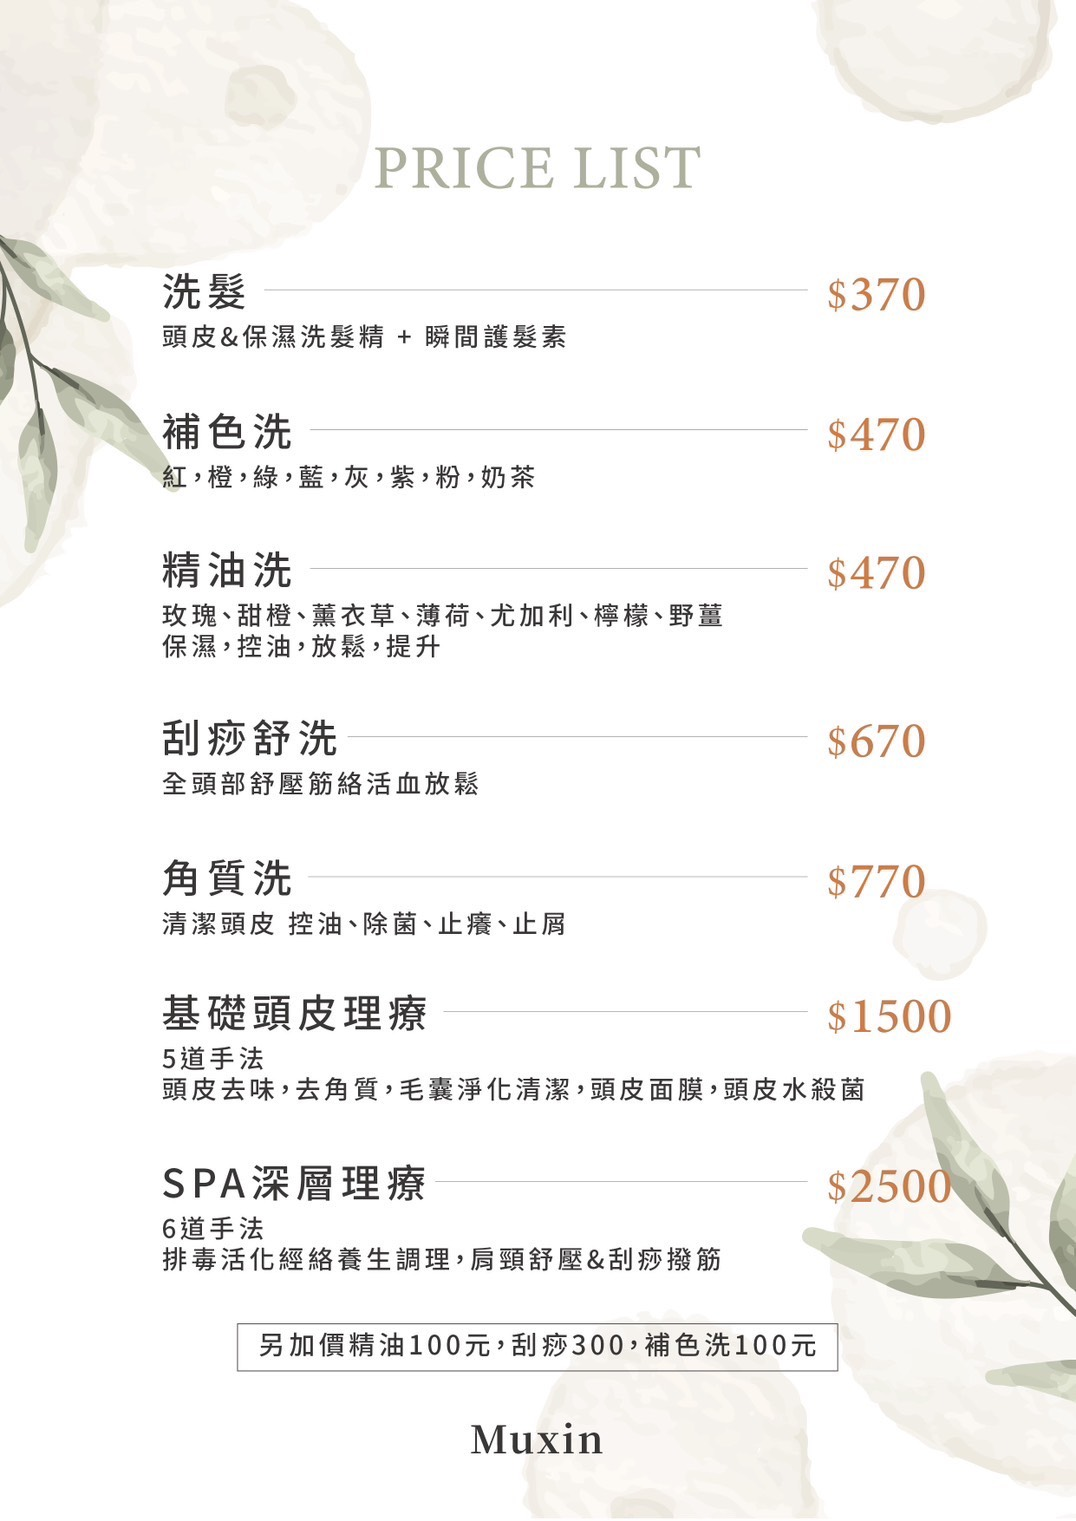 PRICE LIST
洗髮 $370
頭皮&保濕洗髮精 + 瞬間護髮素
補色洗 $470
紅，橙，綠，藍，灰，紫，粉，奶茶
精油洗 $470
玫瑰、甜橙、薰衣草、薄荷、尤加利、檸檬、野薑
保濕，控油，放鬆，提升
刮痧舒洗 $670
全頭部舒壓筋絡活血放鬆
角質洗 $770
清潔頭皮 控油、除菌、止癢、止屑
基礎頭皮理療 $1500
5道手法
頭皮去味，去角質，毛囊淨化清潔，頭皮面膜，頭皮水殺菌
SPA深層理療 $2500
6道手法
排毒活化經絡養生調理，肩頸舒壓&刮痧撥筋
另加價精油100元，刮痧300，補色洗100元
Muxin